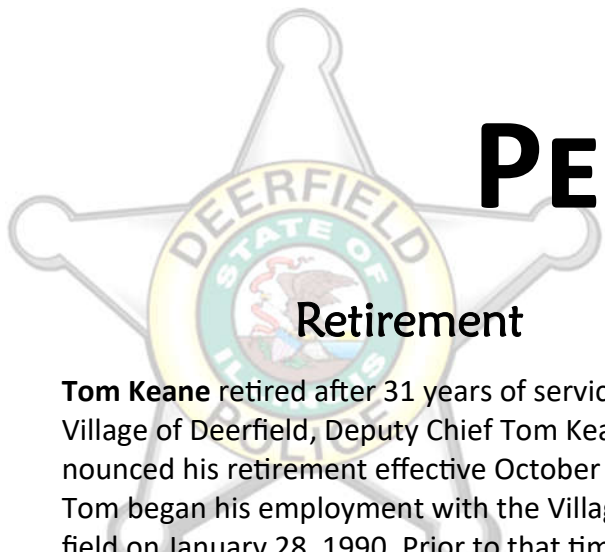 PE
DEERFIELD
STATE OF
ILLINOIS
POLICE
Retirement
Tom Keane retired after 31 years of servic
Village of Deerfield, Deputy Chief Tom Kea
nounced his retirement effective October
Tom began his employment with the Villag
field on January 28, 1990. Prior to that tim